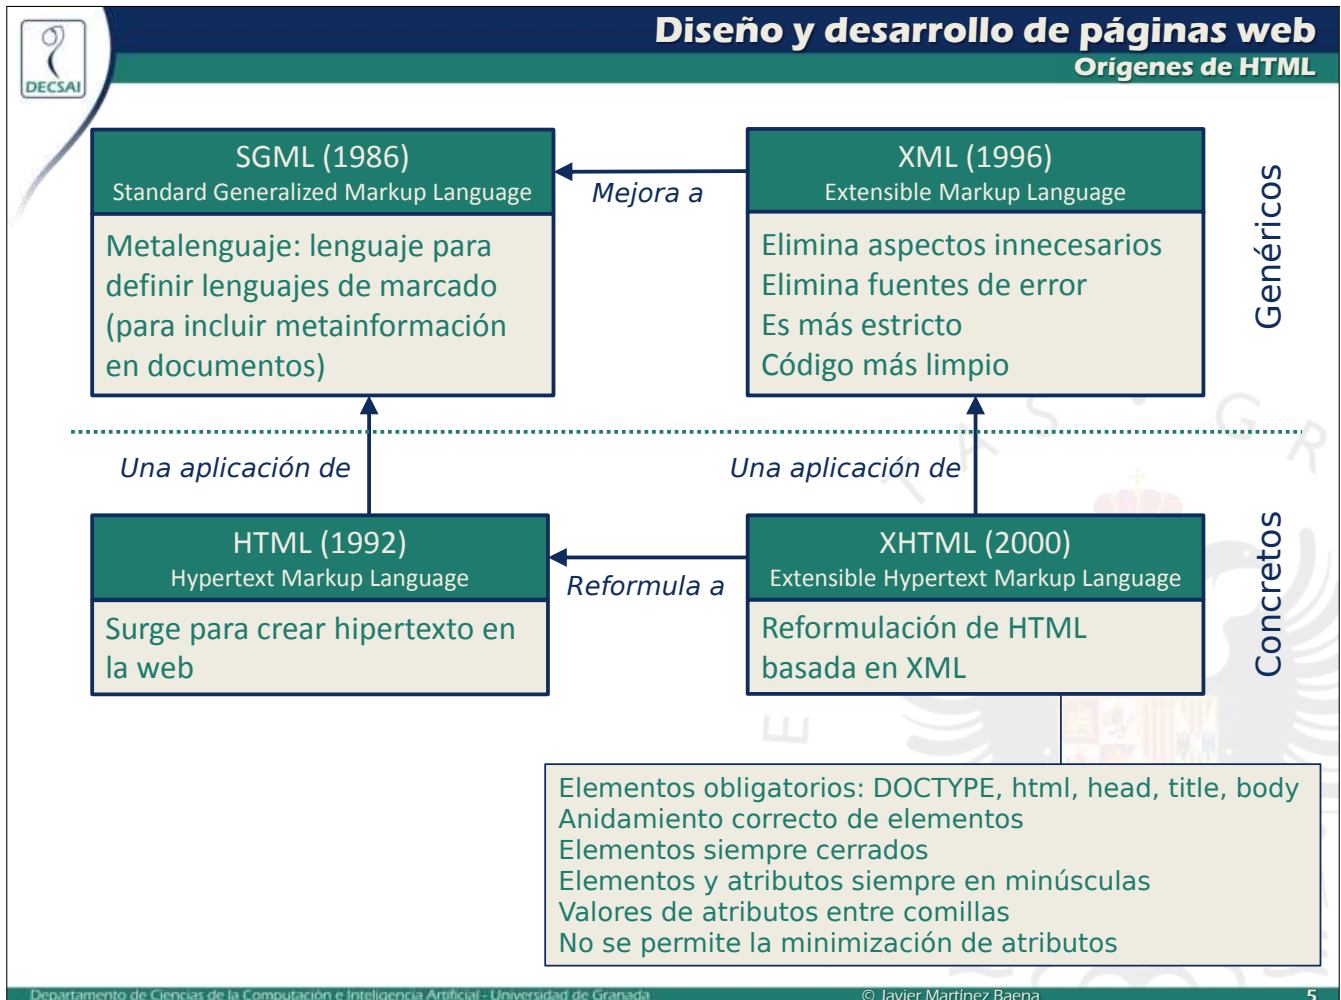 Diseño y desarrollo de páginas web
Orígenes de HTML
DECSAI
SGML (1986)
Standard Generalized Markup Language
Metalenguaje: lenguaje para
definir lenguajes de marcado
(para incluir metainformación
en documentos)
Mejora a
XML (1996)
Extensible Markup Language
Elimina aspectos innecesarios
Elimina fuentes de error
Es más estricto
Código más limpio
Genéricos
Una aplicación de
Una aplicación de
HTML (1992)
Hypertext Markup Language
Surge para crear hipertexto en
la web
Reformula a
XHTML (2000)
Extensible Hypertext Markup Language
Reformulación de HTML
basada en XML
Concretos
Elementos obligatorios: DOCTYPE, html, head, title, body
Anidamiento correcto de elementos
Elementos siempre cerrados
Elementos y atributos siempre en minúsculas
Valores de atributos entre comillas
No se permite la minimización de atributos
Departamento de Ciencias de la Computación e Inteligencia Artificial - Universidad de Granada
© Javier Martínez Baena
5